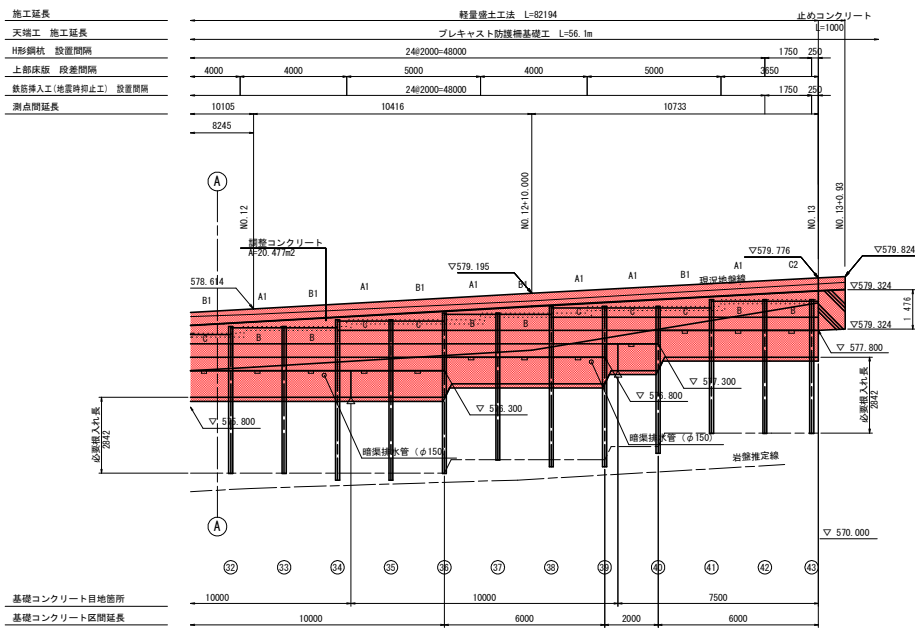 施工延長 軽量盛土工法 L=82194 止めコンクリート
L=1000
天端工 施工延長 プレキャスト防護柵基礎工 L=56.1m
H形鋼杭 設置間隔 24@2000=48000 1750 250
上部床版 段差間隔 4000 4000 5000 4000 5000 3650
鉄筋挿入工(地震時抑止工) 設置間隔 24@2000=48000 1750 250
測点間延長 10105 10416 10733
8245
A
NO.12
NO.12+10.000
NO.13
NO.13+0.93
調整コンクリート
A=20.477m2
578.614
▽579.195
▽579.776
▽579.824
現況地盤線
B1 A1 B1 A1 B1 A1 B1 A1 A1 B1 A1 C2
▽579.324
1 476
▽579.324
C B B C C B B C C C B B B
▽ 577.800
▽ 577.300
▽ 576.800
▽ 576.300
必要根入れ長
2842
必要根入れ長
2842
暗渠排水管 (φ150)
暗渠排水管 (φ150)
岩盤推定線
A
▽ 570.000
32 33 34 35 36 37 38 39 40 41 42 43
基礎コンクリート目地箇所 10000 10000 7500
基礎コンクリート区間延長 10000 6000 2000 6000